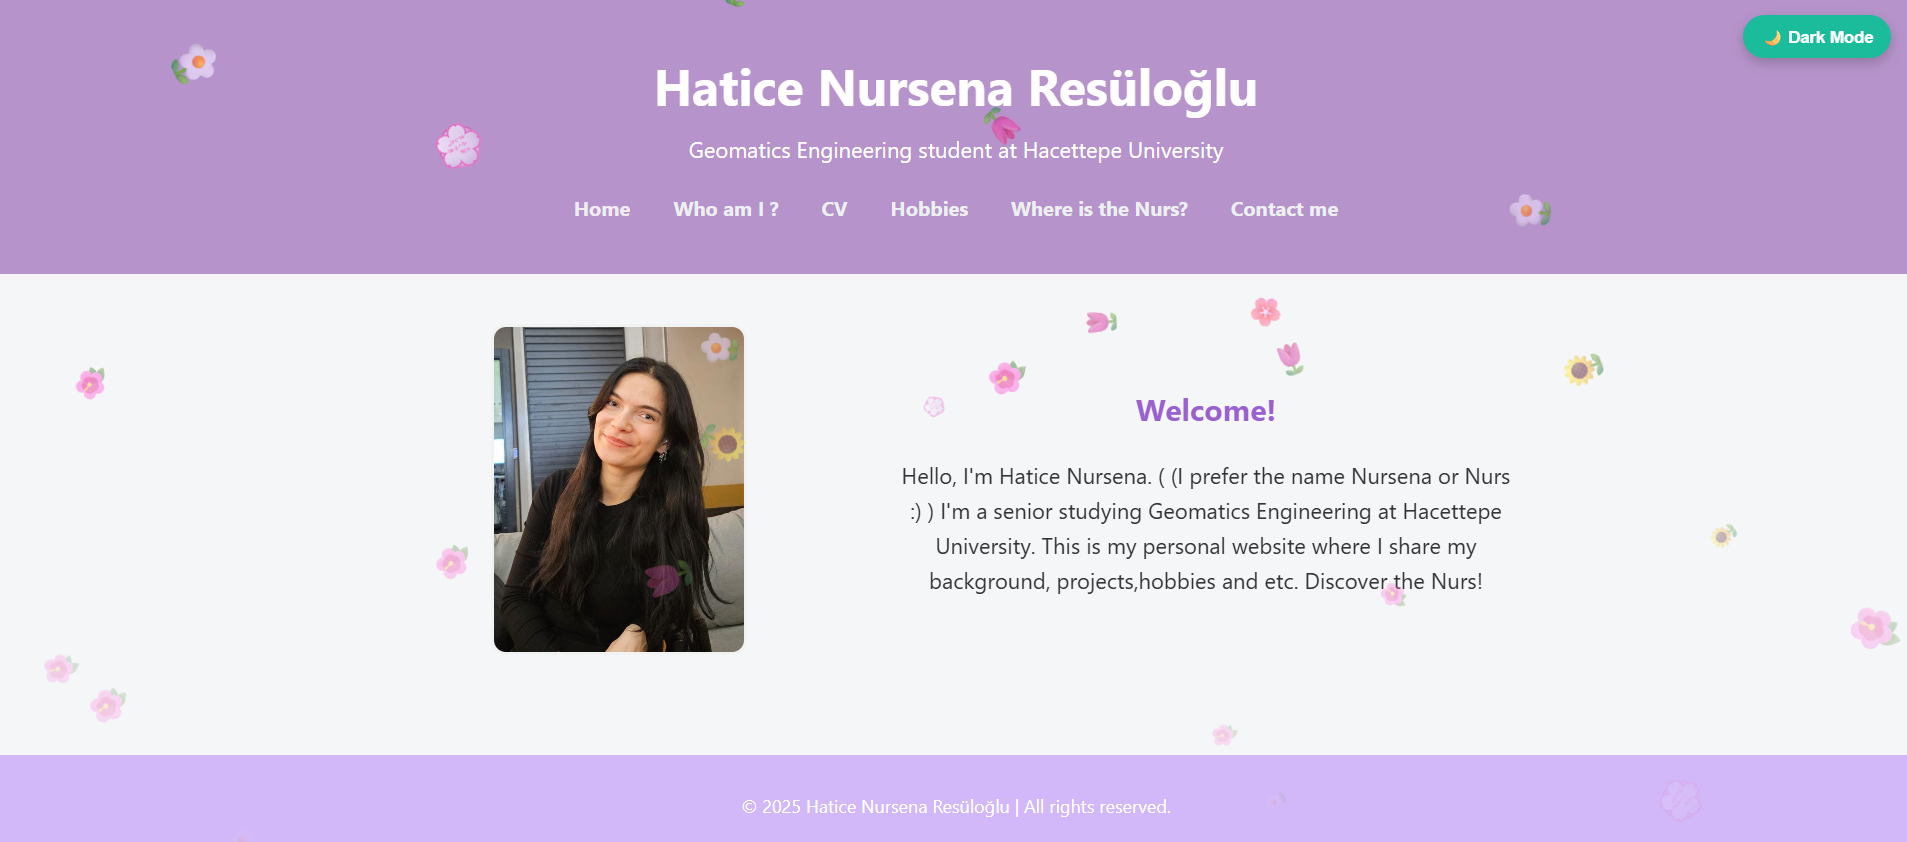 🌙 Dark Mode
Hatice Nursena Resüloğlu
Geomatics Engineering student at Hacettepe University
Home Who am I ? CV Hobbies Where is the Nurs? Contact me
Welcome!
Hello, I'm Hatice Nursena. ( (I prefer the name Nursena or Nurs
:) ) I'm a senior studying Geomatics Engineering at Hacettepe
University. This is my personal website where I share my
background, projects,hobbies and etc. Discover the Nurs!
© 2025 Hatice Nursena Resüloğlu | All rights reserved.